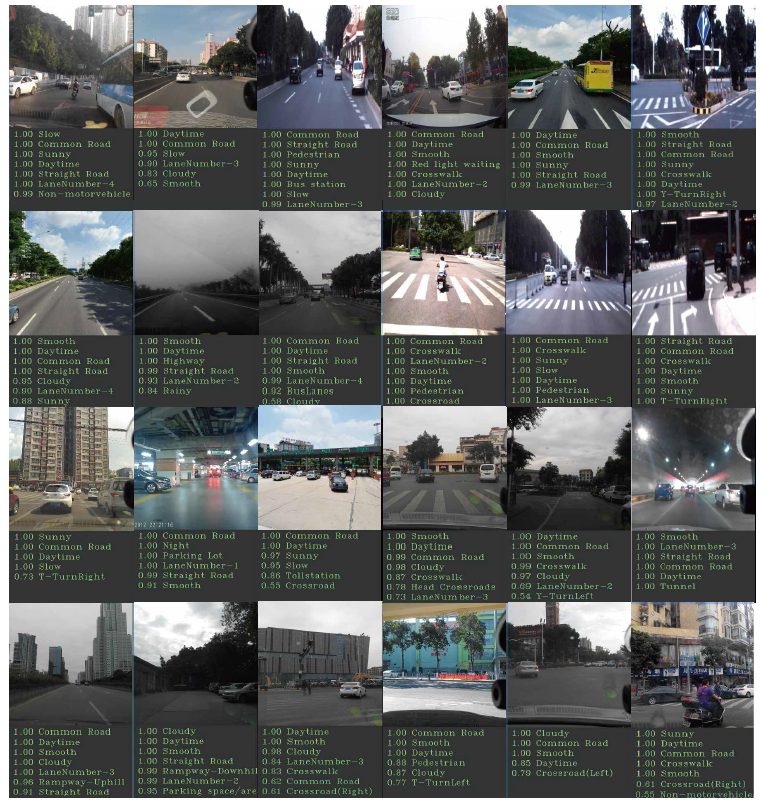 1.00 Slow
1.00 Common Road
1.00 Sunny
1.00 Daytime
1.00 Straight Road
1.00 LaneNumber-4
0.99 Non-motorvehicle
1.00 Daytime
1.00 Common Road
0.95 Slow
0.90 LaneNumber-3
0.83 Cloudy
0.65 Smooth
1.00 Common Road
1.00 Straight Road
1.00 Pedestrian
1.00 Sunny
1.00 Daytime
1.00 Bus station
1.00 Slow
0.99 LaneNumber-3
1.00 Common Road
1.00 Daytime
1.00 Smooth
1.00 Red light waiting
1.00 Crosswalk
1.00 LaneNumber-2
1.00 Cloudy
1.00 Daytime
1.00 Common Road
1.00 Smooth
1.00 Sunny
1.00 Straight Road
0.99 LaneNumber-3
1.00 Smooth
1.00 Straight Road
1.00 Common Road
1.00 Sunny
1.00 Crosswalk
1.00 Daytime
1.00 Y-TurnRight
0.97 LaneNumber-2
1.00 Smooth
1.00 Daytime
1.00 Common Road
1.00 Straight Road
0.95 Cloudy
0.90 LaneNumber-4
0.88 Sunny
1.00 Smooth
1.00 Daytime
1.00 Highway
0.99 Straight Road
0.93 LaneNumber-2
0.84 Rainy
1.00 Common Road
1.00 Daytime
1.00 Straight Road
1.00 Smooth
0.99 LaneNumber-4
0.92 BusLanes
0.58 Cloudy
1.00 Common Road
1.00 Crosswalk
1.00 LaneNumber-2
1.00 Smooth
1.00 Daytime
1.00 Pedestrian
1.00 Crossroad
1.00 Common Road
1.00 Crosswalk
1.00 Sunny
1.00 Slow
1.00 Daytime
1.00 Pedestrian
1.00 LaneNumber-3
1.00 Straight Road
1.00 Common Road
1.00 Crosswalk
1.00 Daytime
1.00 Smooth
1.00 Sunny
1.00 T-TurnRight
1.00 Sunny
1.00 Common Road
1.00 Daytime
1.00 Slow
0.73 T-TurnRight
1.00 Common Road
1.00 Night
1.00 Parking Lot
1.00 LaneNumber-1
0.99 Straight Road
0.91 Smooth
1.00 Common Road
1.00 Daytime
0.97 Sunny
0.95 Slow
0.86 Tollstation
0.55 Crossroad
1.00 Smooth
1.00 Daytime
0.99 Common Road
0.98 Cloudy
0.87 Crosswalk
0.78 Head Crossroads
0.73 LaneNumber-3
1.00 Daytime
1.00 Common Road
1.00 Smooth
0.99 Crosswalk
0.97 Cloudy
0.69 LaneNumber-2
0.54 Y-TurnLeft
1.00 Smooth
1.00 LaneNumber-3
1.00 Straight Road
1.00 Common Road
1.00 Daytime
1.00 Tunnel
1.00 Common Road
1.00 Daytime
1.00 Smooth
1.00 Cloudy
1.00 LaneNumber-3
0.96 Rampway-Uphill
0.91 Straight Road
1.00 Cloudy
1.00 Daytime
1.00 Smooth
1.00 Straight Road
0.99 Rampway-Downhil
0.99 LaneNumber-2
0.95 Parking space/are
1.00 Daytime
1.00 Smooth
0.98 Cloudy
0.84 LaneNumber-3
0.83 Crosswalk
0.62 Common Road
0.61 Crossroad(Right)
1.00 Common Road
1.00 Smooth
1.00 Daytime
0.88 Pedestrian
0.87 Cloudy
0.77 T-TurnLeft
1.00 Cloudy
1.00 Common Road
1.00 Smooth
0.85 Daytime
0.79 Crossroad(Left)
1.00 Sunny
1.00 Daytime
1.00 Common Road
1.00 Crosswalk
1.00 Smooth
0.61 Crossroad(Right)
0.55 Non-motorvehicle